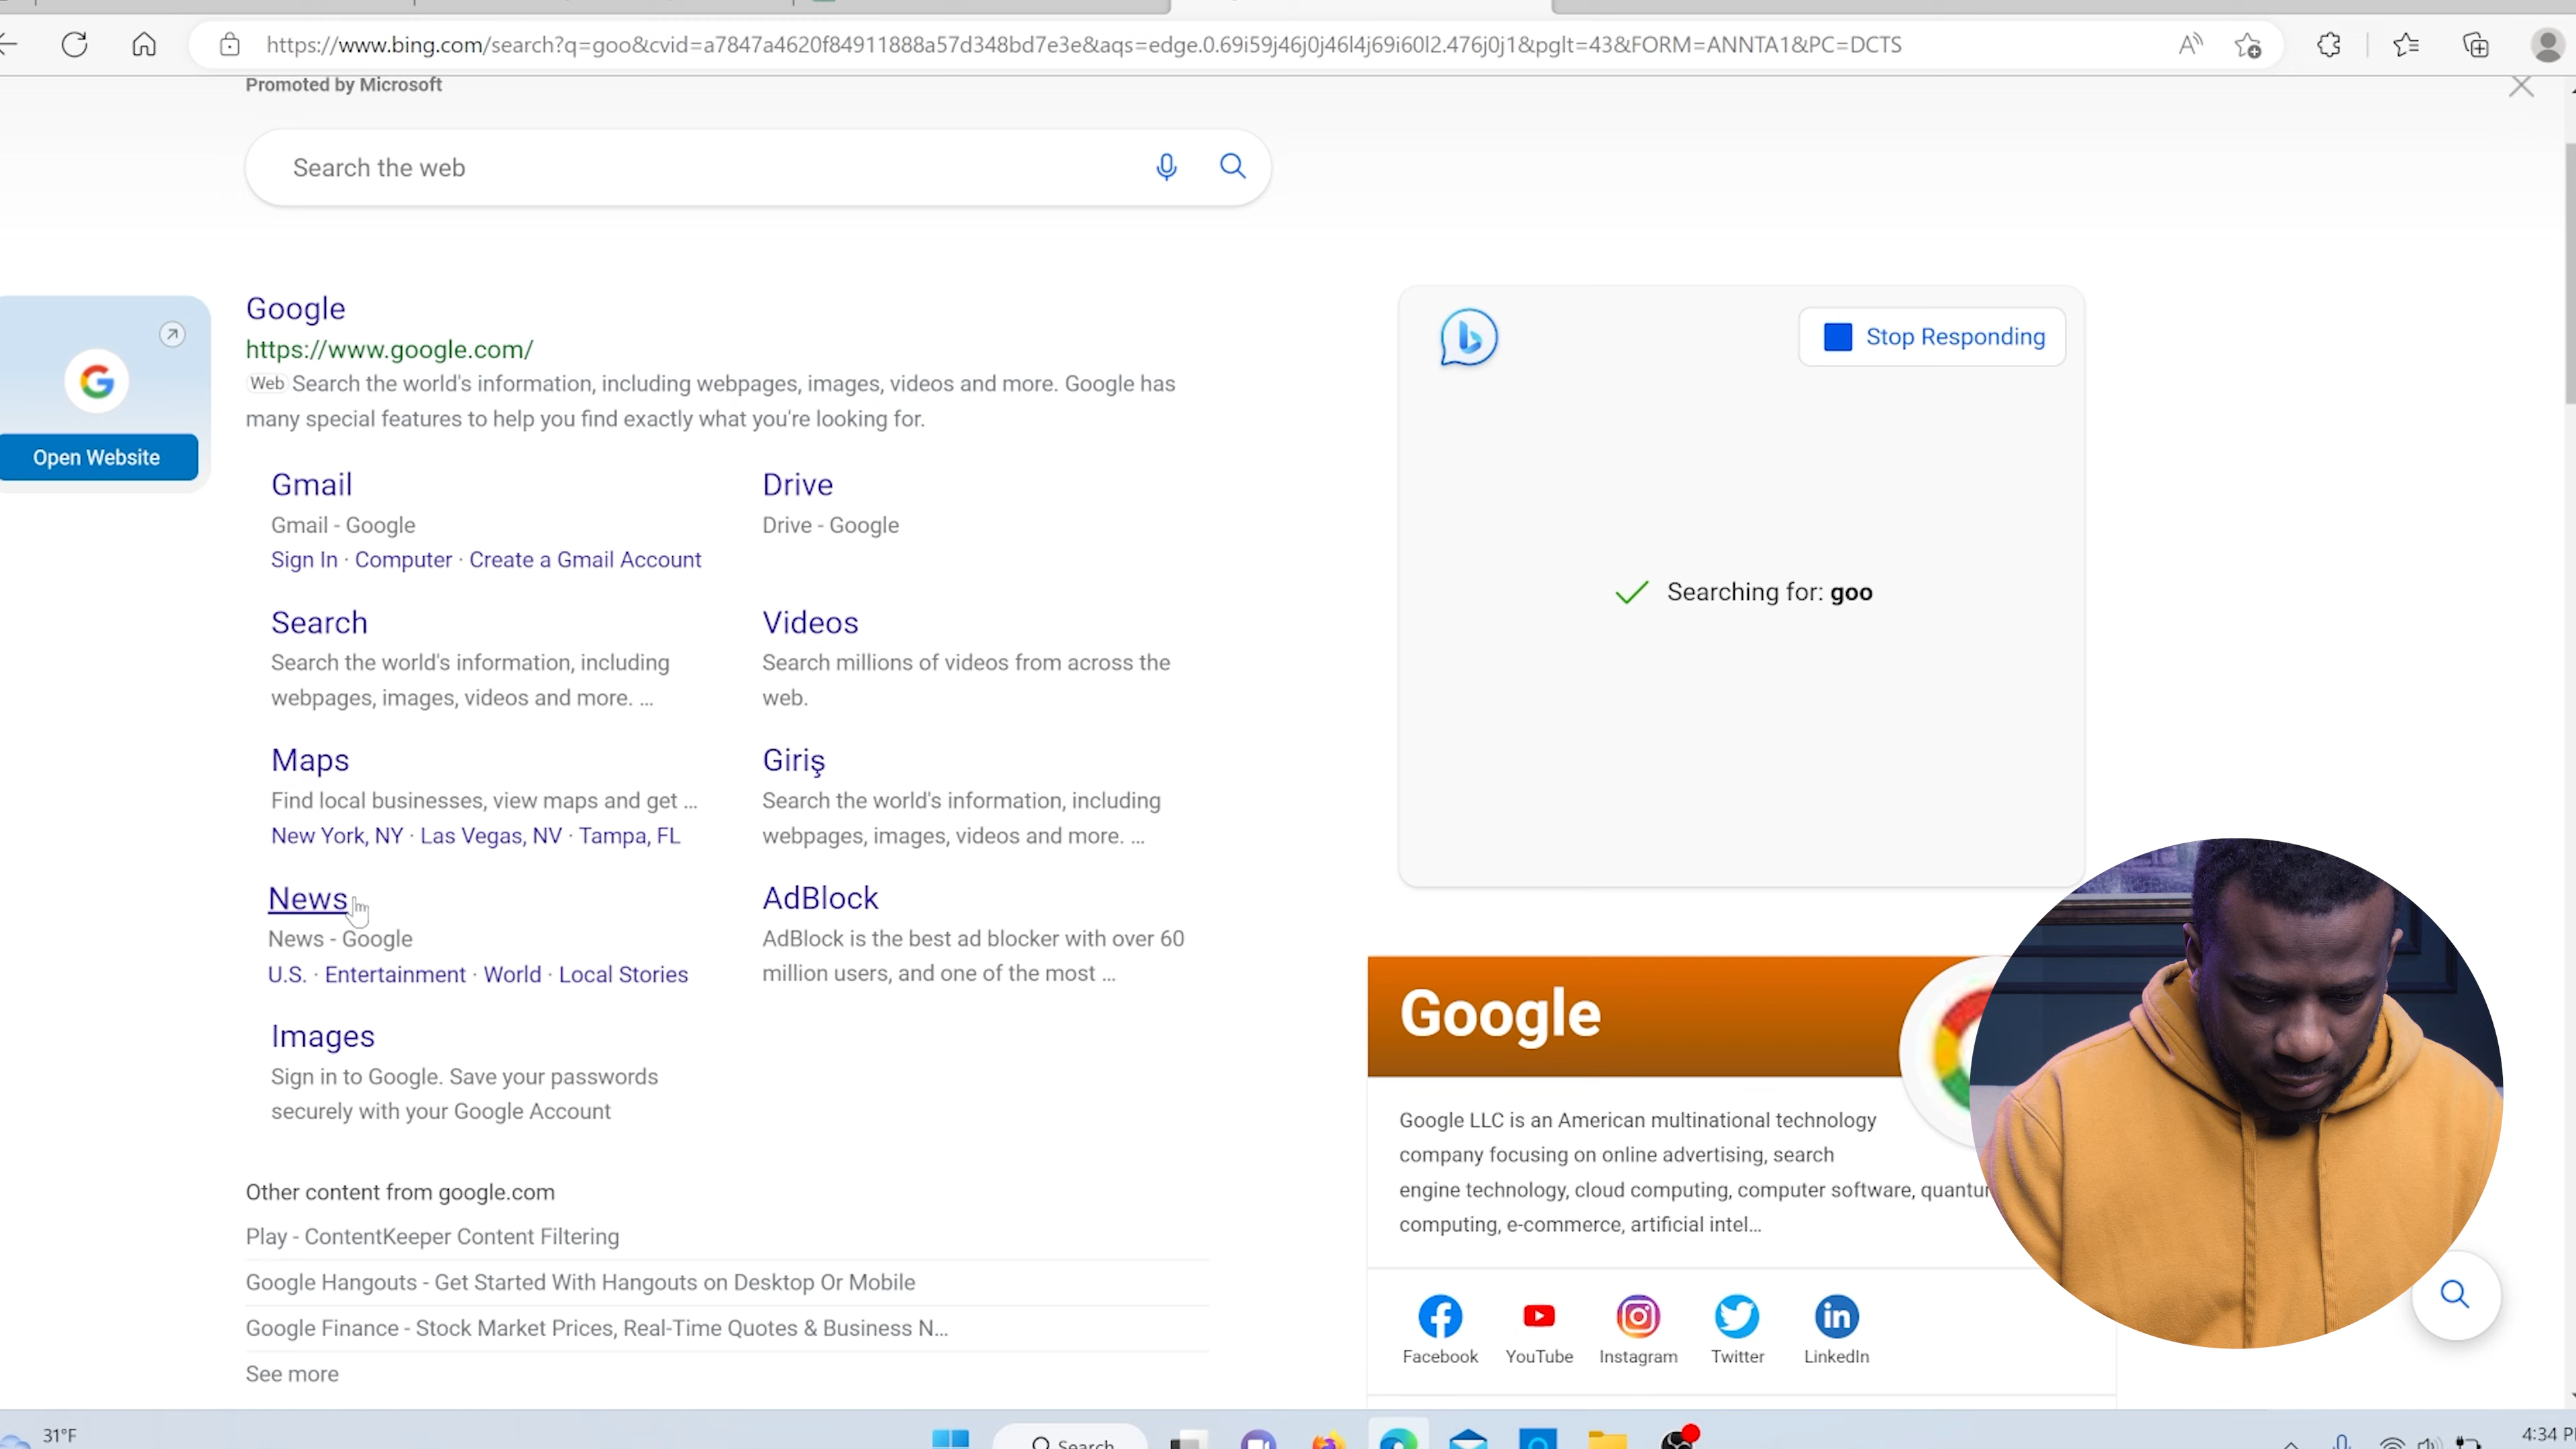 https://www.bing.com/search?q=goo&cvid=a7847a4620f84911888a57d348bd7e3e&aqs=edge.0.69i59j46j0j46l4j69i60l2.476j0j1&pglt=43&FORM=ANNTA1&PC=DCTS
Promoted by Microsoft
Search the web
Google
https://www.google.com/
Web Search the world's information, including webpages, images, videos and more. Google has
many special features to help you find exactly what you're looking for.
Open Website
Gmail
Gmail - Google
Sign In · Computer · Create a Gmail Account
Drive
Drive - Google
Search
Search the world's information, including
webpages, images, videos and more. ...
Videos
Search millions of videos from across the
web.
Maps
Find local businesses, view maps and get ...
New York, NY · Las Vegas, NV · Tampa, FL
Giriş
Search the world's information, including
webpages, images, videos and more. ...
News
News - Google
U.S. · Entertainment · World · Local Stories
AdBlock
AdBlock is the best ad blocker with over 60
million users, and one of the most ...
Images
Sign in to Google. Save your passwords
securely with your Google Account
Other content from google.com
Play - ContentKeeper Content Filtering
Google Hangouts - Get Started With Hangouts on Desktop Or Mobile
Google Finance - Stock Market Prices, Real-Time Quotes & Business N...
See more
Stop Responding
Searching for: goo
Google
Google LLC is an American multinational technology
company focusing on online advertising, search
engine technology, cloud computing, computer software,
computing, e-commerce, artificial intel...
Facebook YouTube Instagram Twitter LinkedIn
31°F
Search
4:34